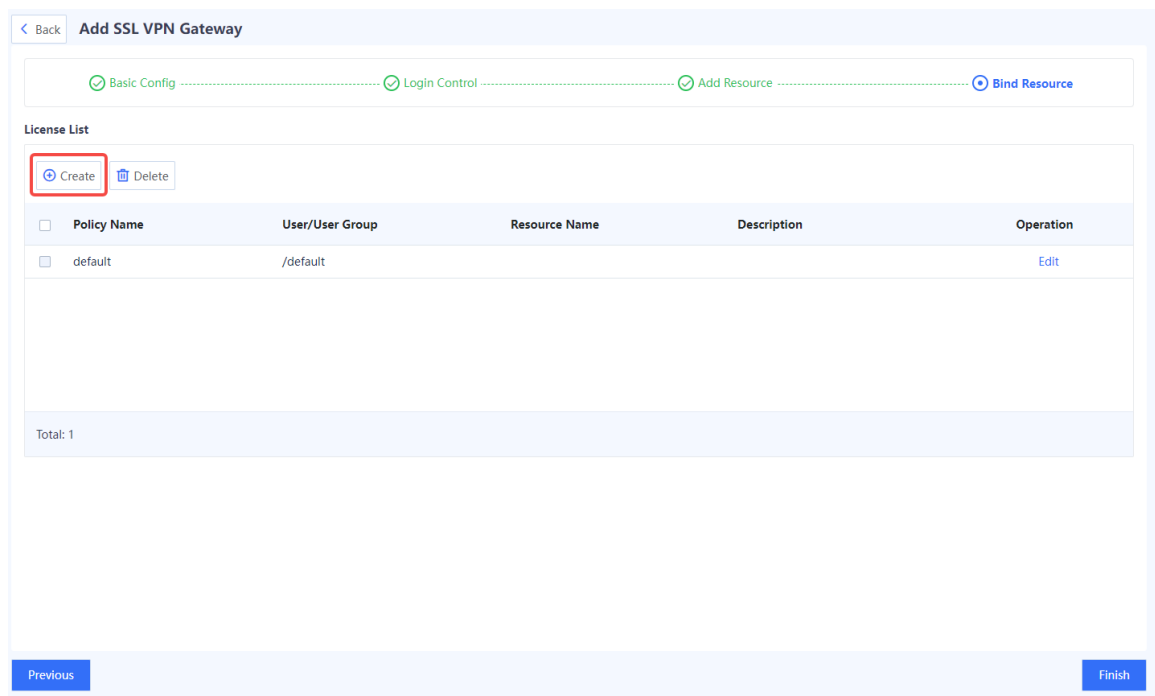 Back Add SSL VPN Gateway
Basic Config Login Control Add Resource Bind Resource
License List
Create Delete
Policy Name User/User Group Resource Name Description Operation
default /default Edit
Total: 1
Previous Finish